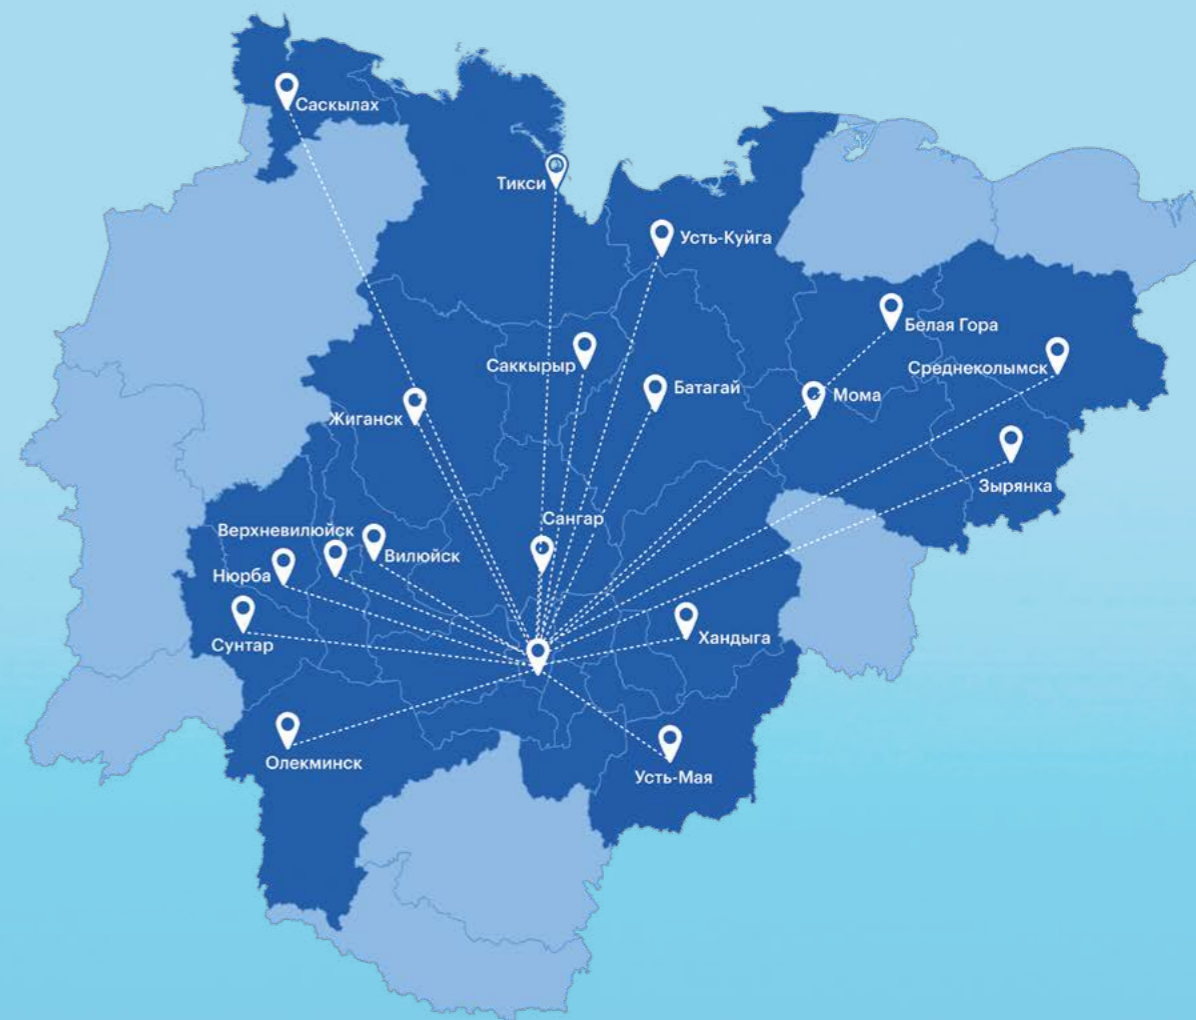 Саскылах
Тикси
Усть-Куйга
Белая Гора
Саккырыр
Среднеколымск
Батагай
Мома
Жиганск
Зырянка
Сангар
Верхневилюйск
Вилюйск
Нюрба
Хандыга
Сунтар
Олекминск
Усть-Мая